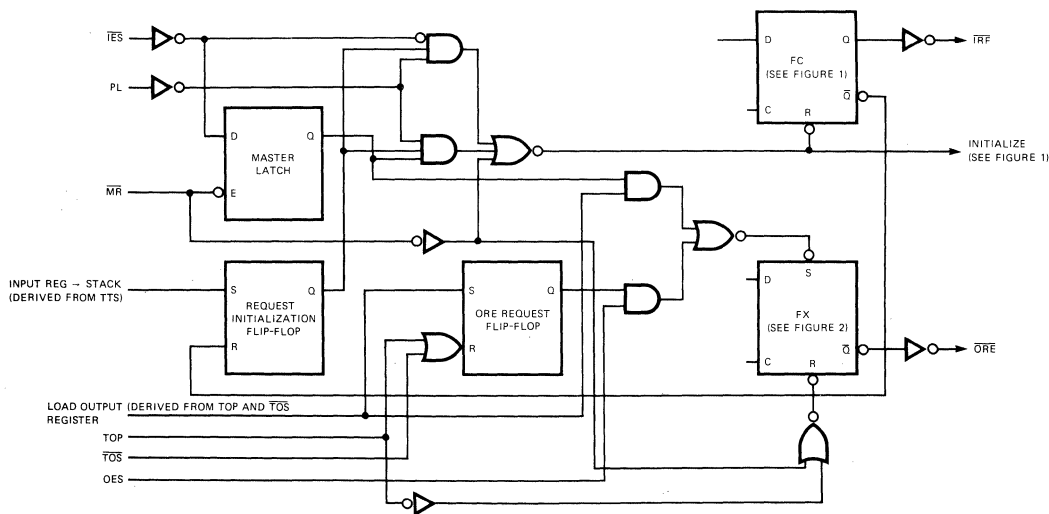 IES
PL
MR
D
Q
MASTER
LATCH
E
INPUT REG → STACK
(DERIVED FROM TTS)
S
Q
REQUEST
INITIALIZATION
FLIP-FLOP
R
S
Q
ORE REQUEST
FLIP-FLOP
R
LOAD OUTPUT (DERIVED FROM TOP AND TOS
REGISTER
TOP
TOS
OES
D
Q
FC
(SEE FIGURE 1)
Q
C
R
IRF
INITIALIZE
(SEE FIGURE 1)
S
D
FX
(SEE FIGURE 2)
Q
C
R
ORE